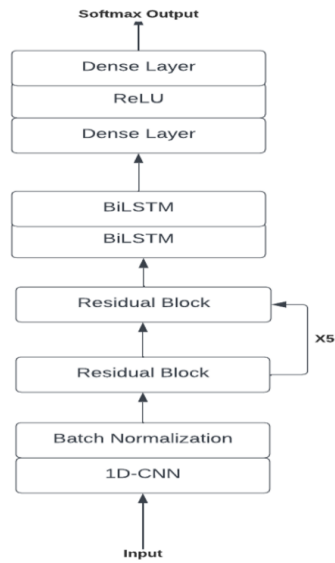 Softmax Output
Dense Layer
ReLU
Dense Layer
BiLSTM
BiLSTM
Residual Block
X5
Residual Block
Batch Normalization
1D-CNN
Input